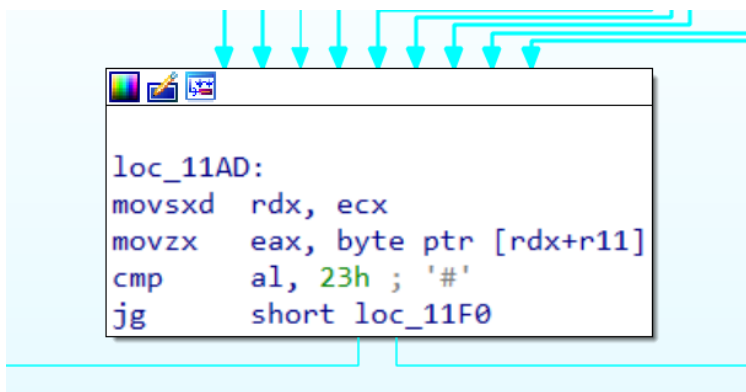 loc_11AD:
movsxd rdx, ecx
movzx eax, byte ptr [rdx+r11]
cmp al, 23h ; '#'
jg short loc_11F0